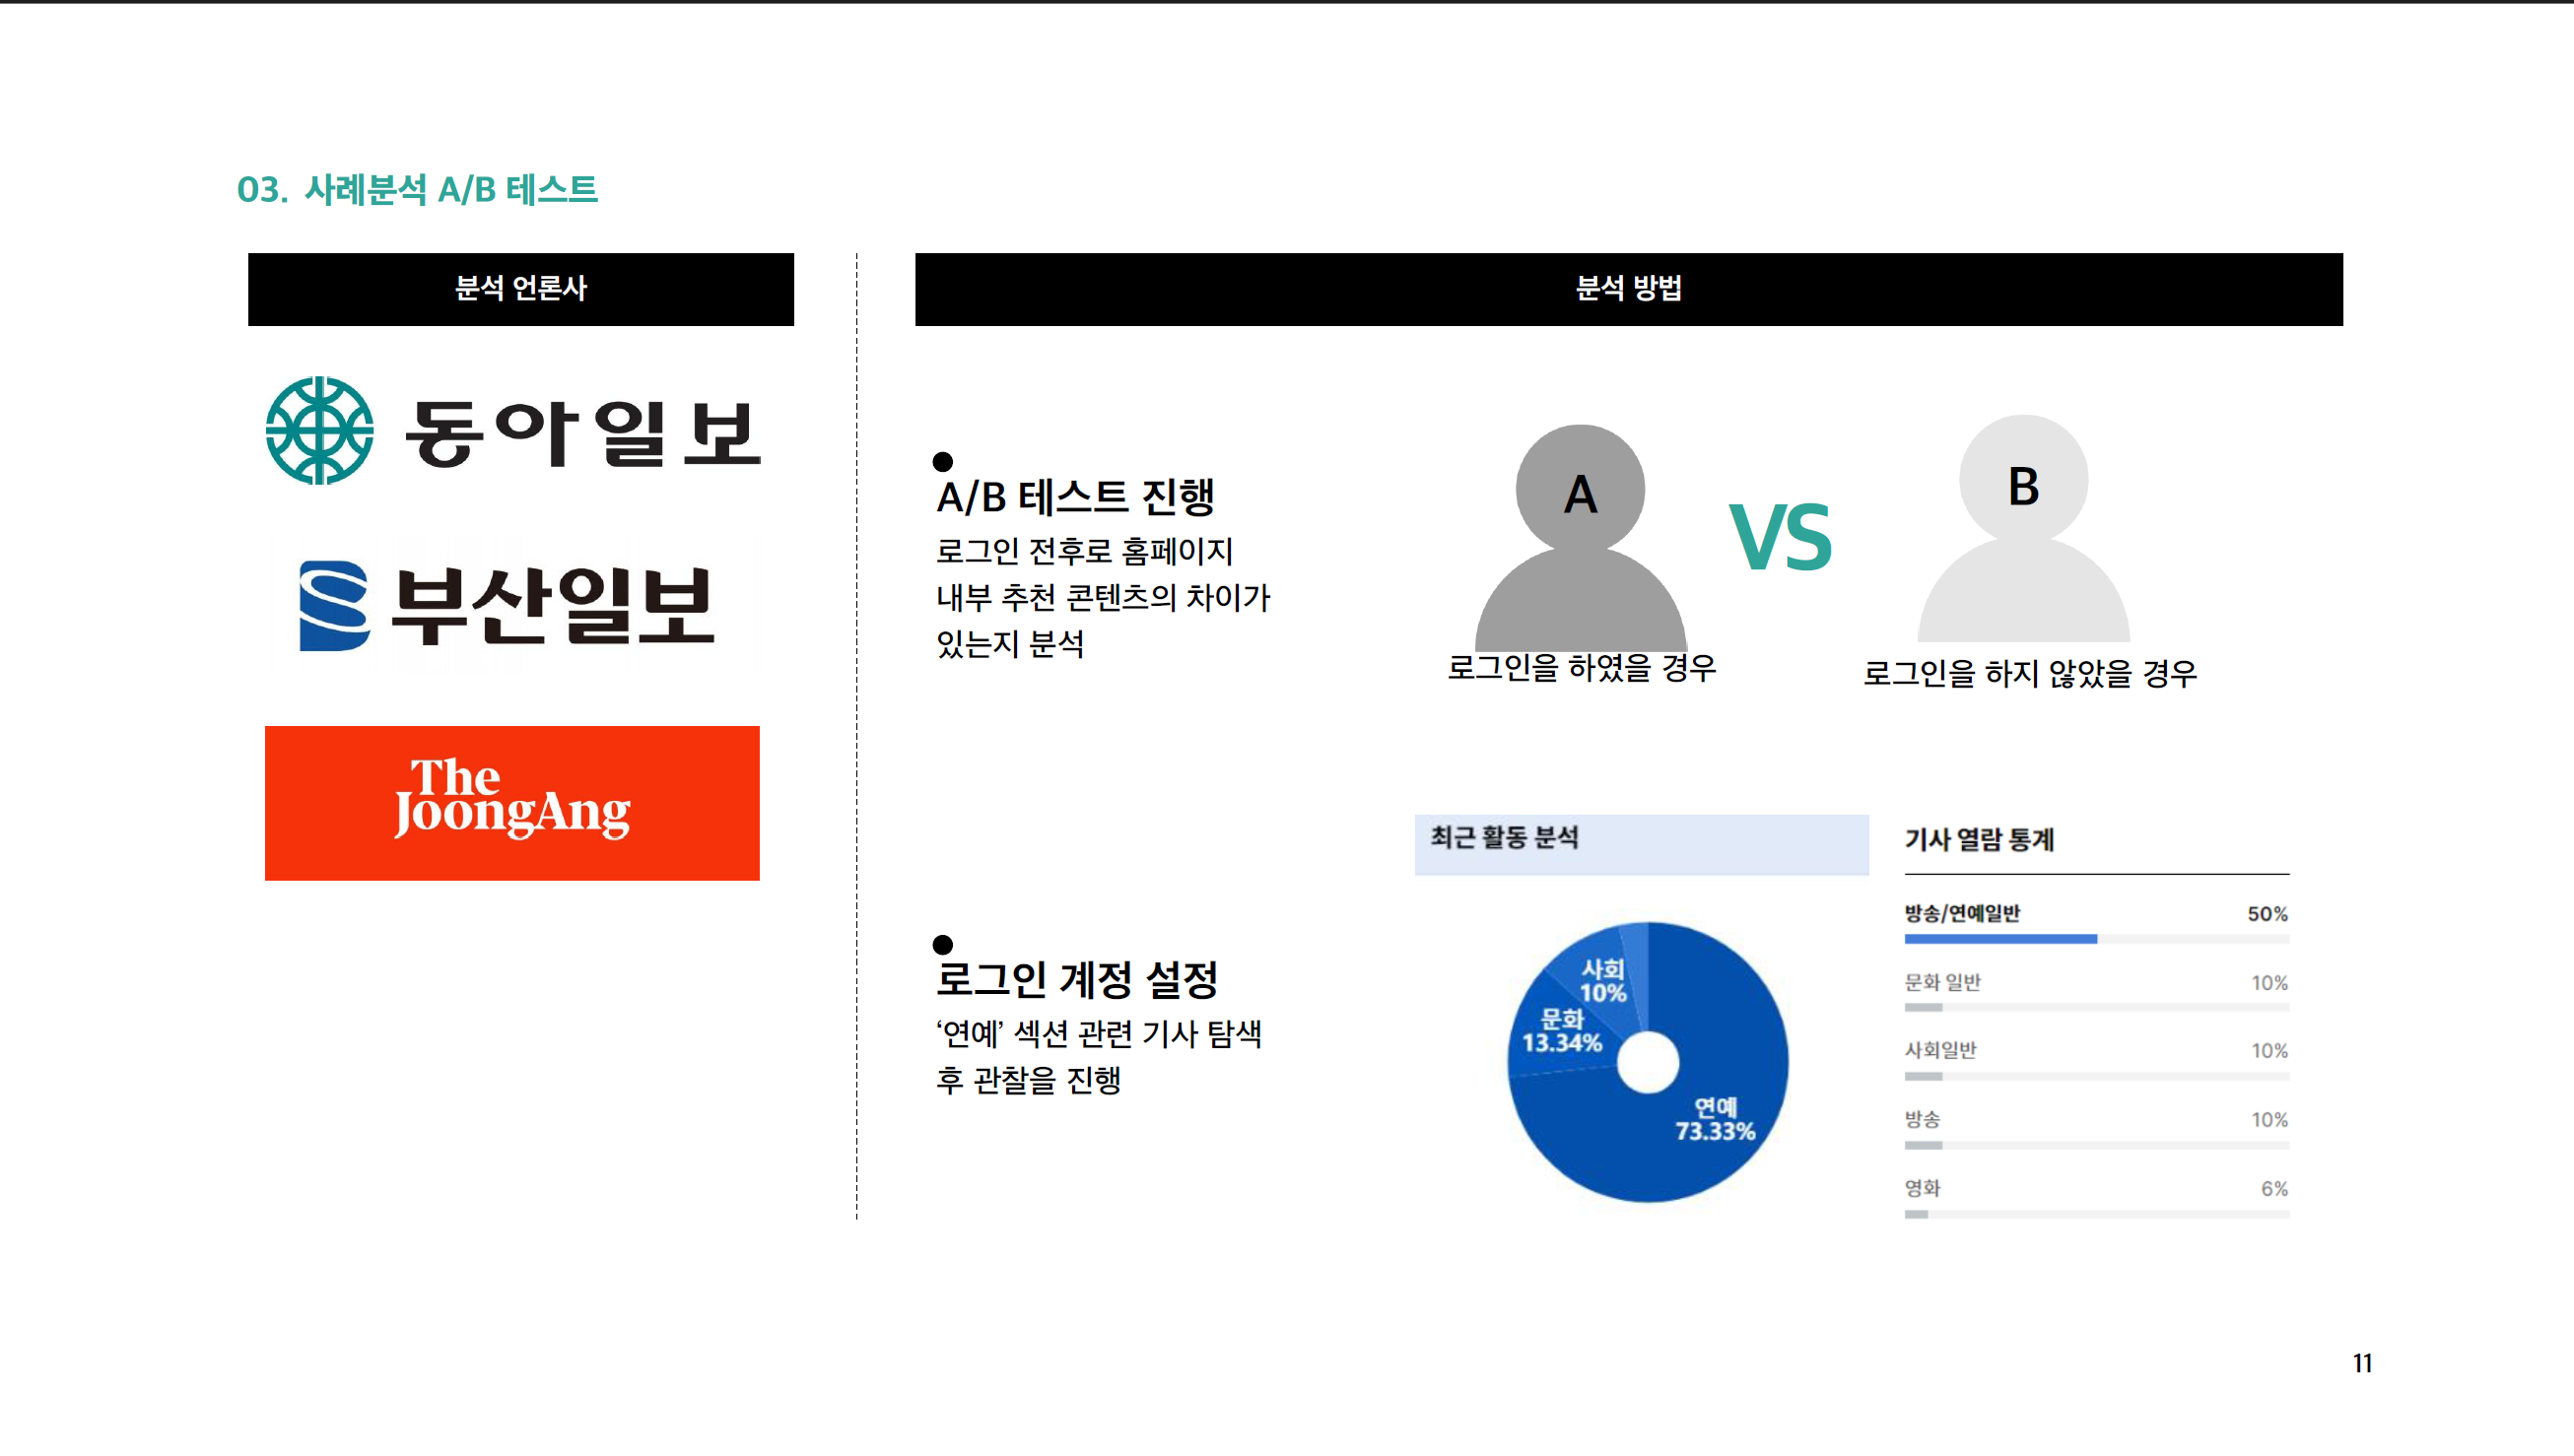 03. 사례분석 A/B 테스트
분석 언론사
동아일보
부산일보
The
JoongAng
분석 방법
A/B 테스트 진행
로그인 전후로 홈페이지
내부 추천 콘텐츠의 차이가
있는지 분석
A
VS
B
로그인을 하였을 경우
로그인을 하지 않았을 경우
로그인 계정 설정
‘연예’ 섹션 관련 기사 탐색
후 관찰을 진행
최근 활동 분석
사회
10%
문화
13.34%
연예
73.33%
기사 열람 통계
방송/연예일반 50%
문화 일반 10%
사회일반 10%
방송 10%
영화 6%
11